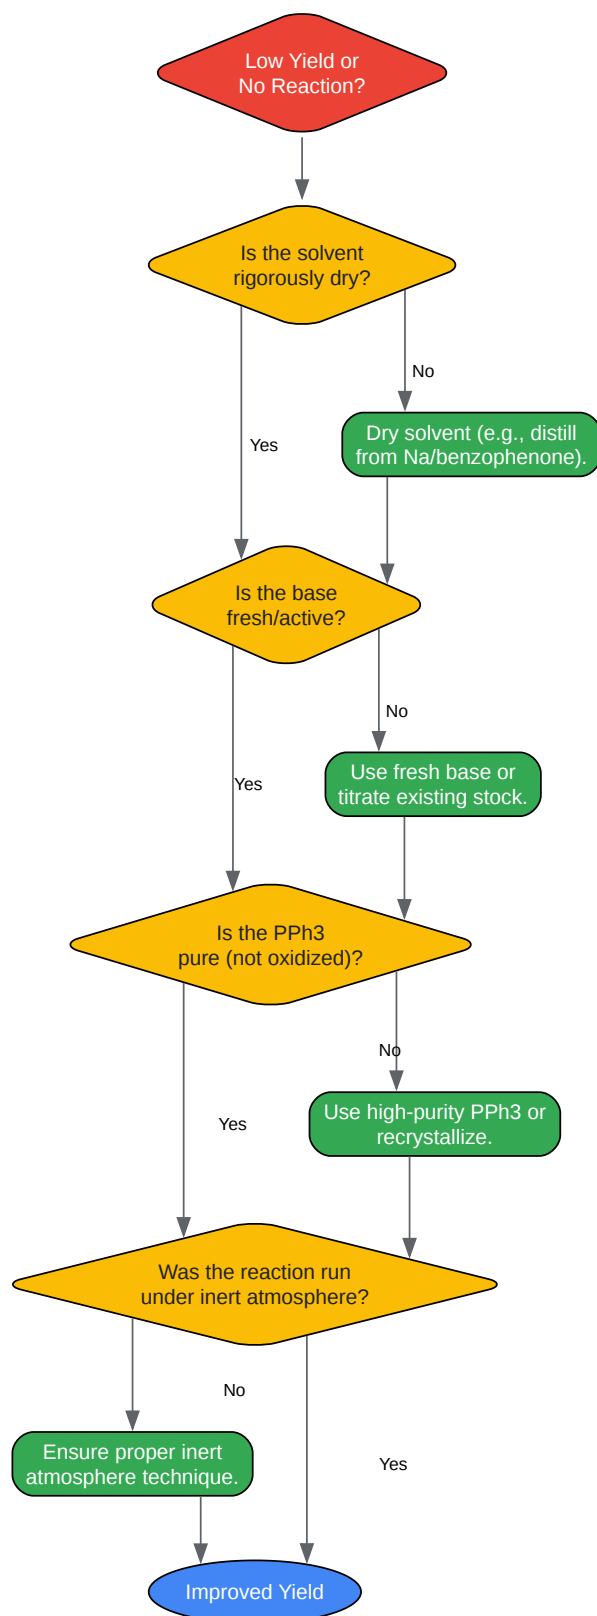 Low Yield or
No Reaction?
Is the solvent
rigorously dry?
No
Dry solvent (e.g., distill
from Na/benzophenone).
Yes
Is the base
fresh/active?
No
Use fresh base or
titrate existing stock.
Yes
Is the PPh3
pure (not oxidized)?
No
Use high-purity PPh3 or
recrystallize.
Yes
Was the reaction run
under inert atmosphere?
No
Ensure proper inert
atmosphere technique.
Yes
Improved Yield